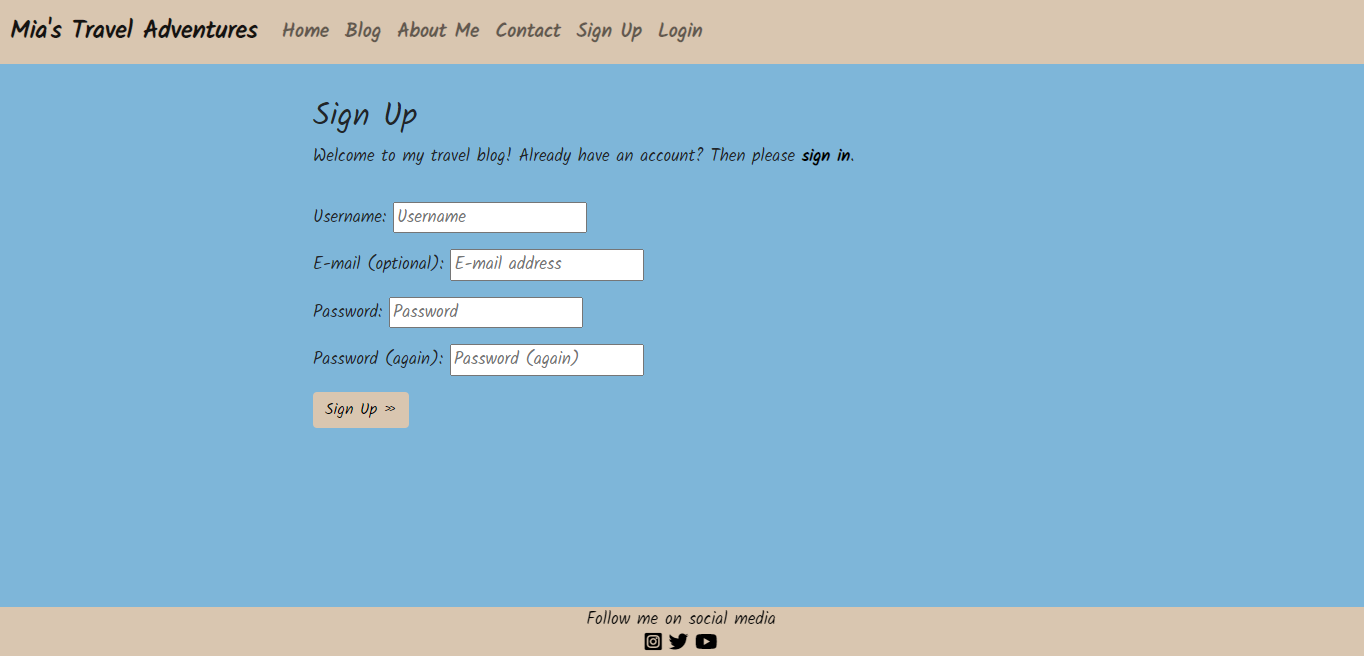 Mia's Travel Adventures Home Blog About Me Contact Sign Up Login
Sign Up
Welcome to my travel blog! Already have an account? Then please sign in.
Username: Username
E-mail (optional): E-mail address
Password: Password
Password (again): Password (again)
Sign Up »
Follow me on social media